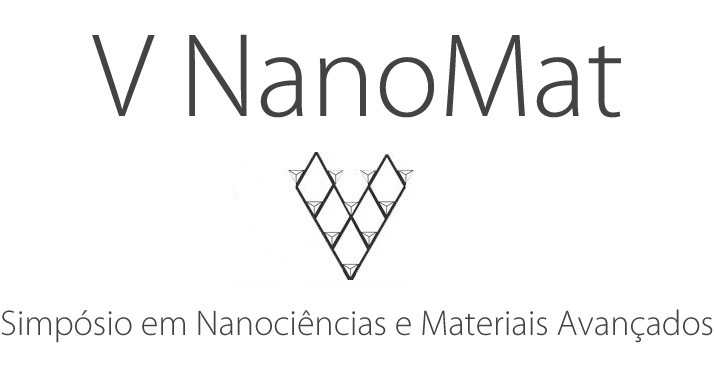 V NanoMat
Simpósio em Nanociências e Materiais Avançados